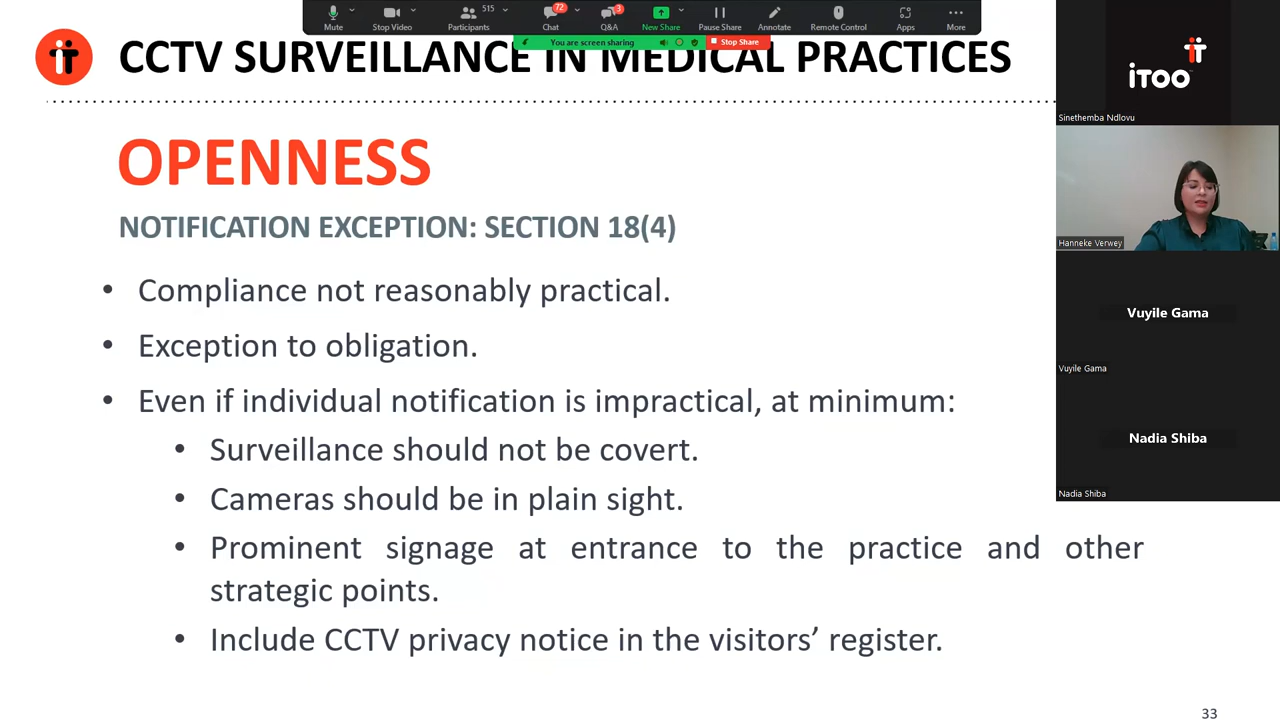 515
72
3
Mute
Stop Video
Participants
Chat
Q&A
New Share
Pause Share
Annotate
Remote Control
Apps
More
You are screen sharing
Stop Share
CCTV SURVEILLANCE IN MEDICAL PRACTICES
OPENNESS
NOTIFICATION EXCEPTION: SECTION 18(4)
• Compliance not reasonably practical.
• Exception to obligation.
• Even if individual notification is impractical, at minimum:
• Surveillance should not be covert.
• Cameras should be in plain sight.
• Prominent signage at entrance to the practice and other
strategic points.
• Include CCTV privacy notice in the visitors’ register.
33
iTOO
Sinethemba Ndlovu
Hanneke Verwey
Vuyile Gama
Vuyile Gama
Nadia Shiba
Nadia Shiba